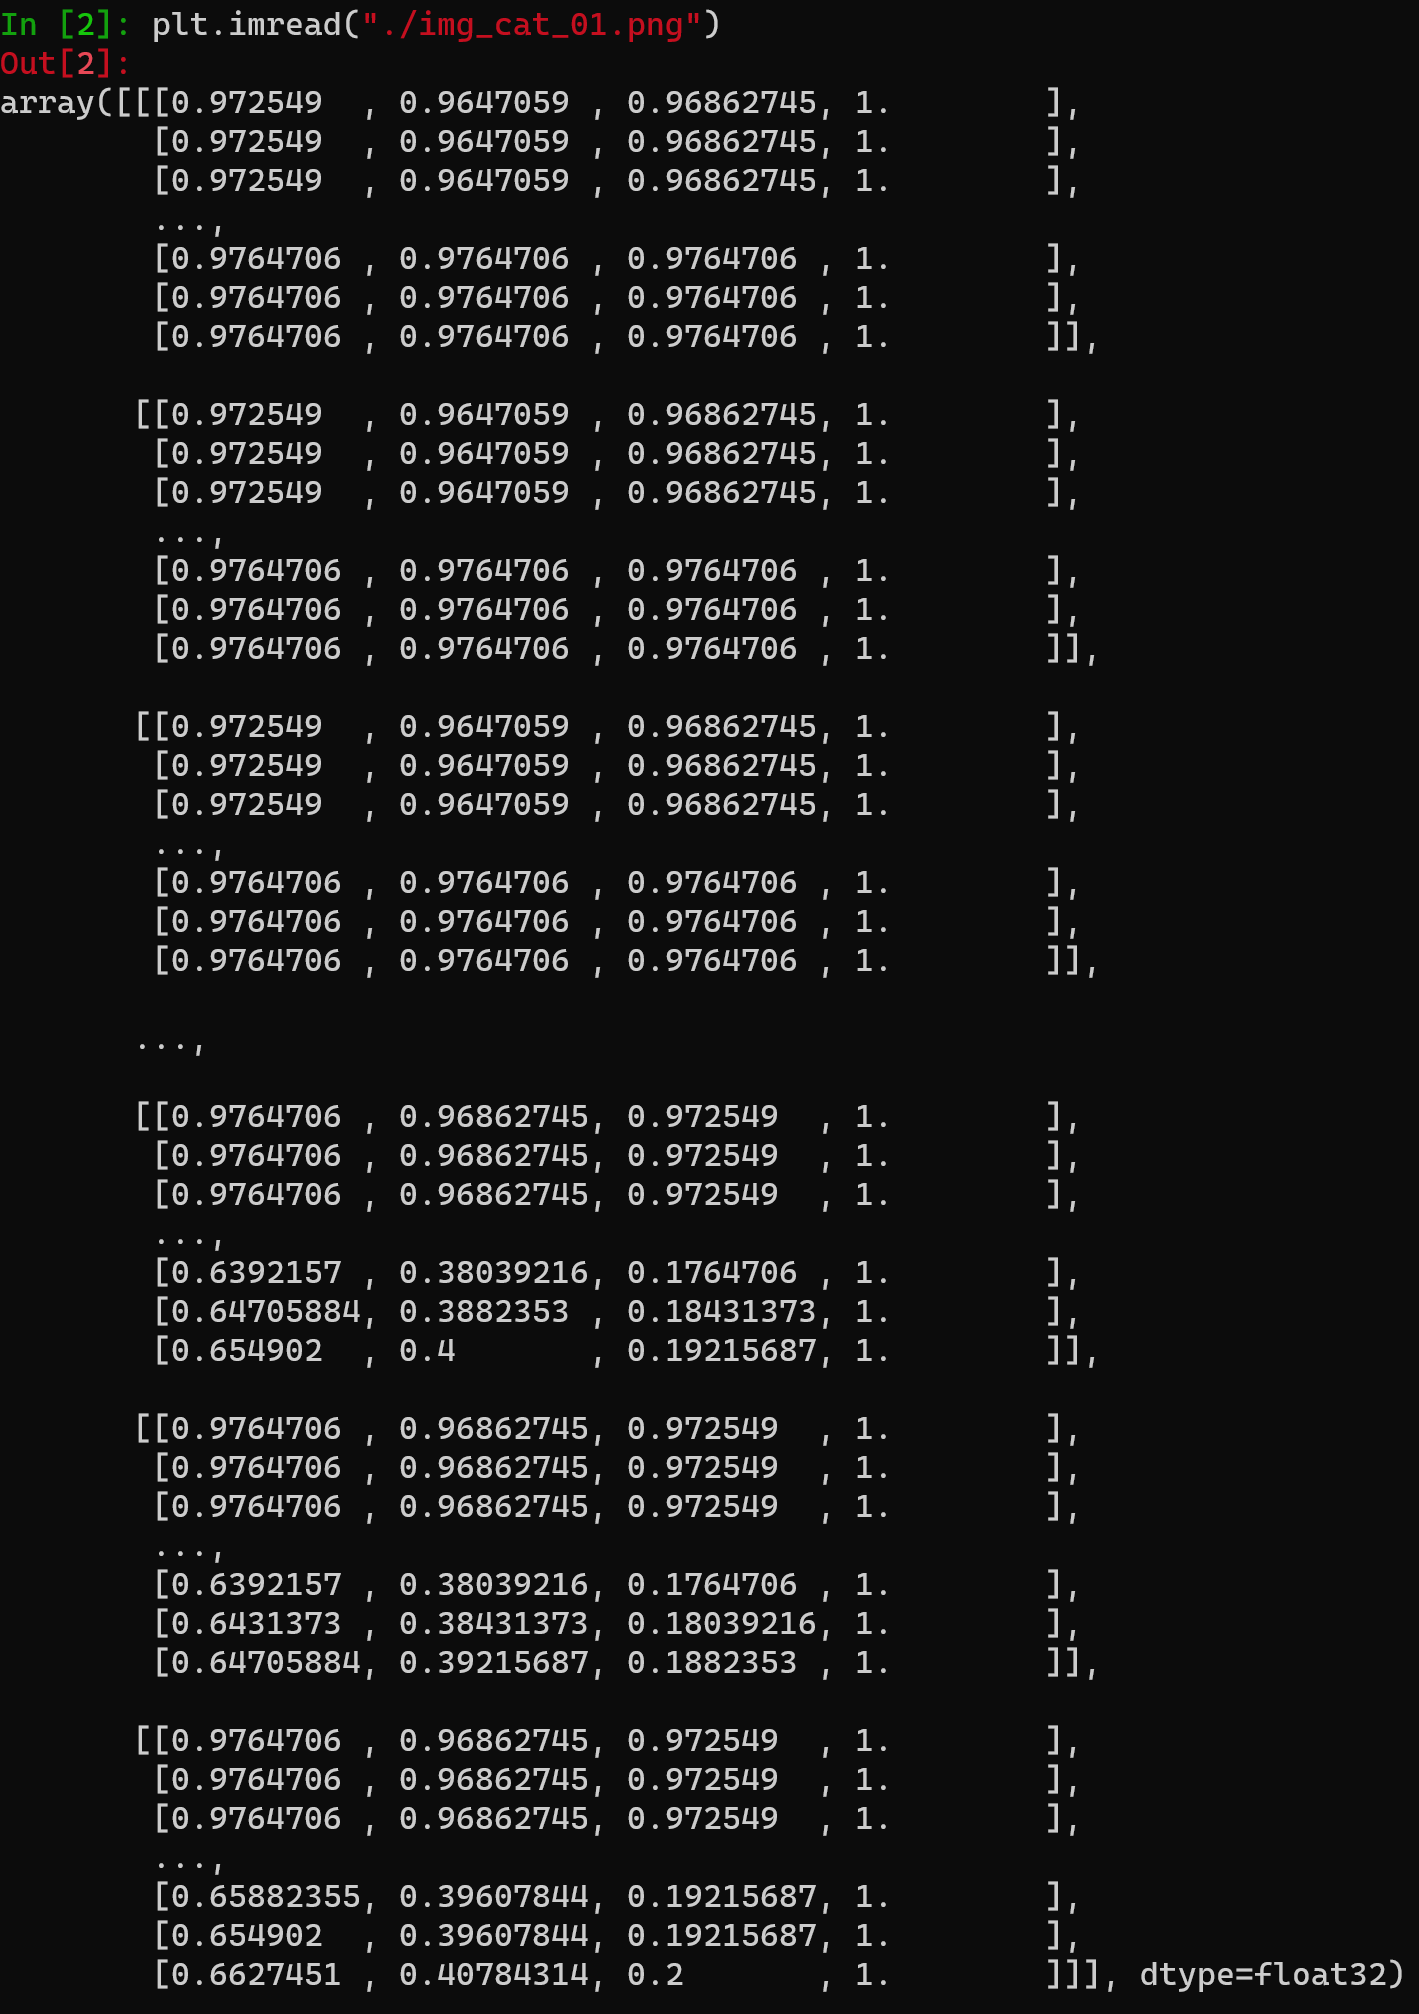 In [2]: plt.imread("./img_cat_01.png")
Out[2]:
array([[[0.972549  , 0.9647059 , 0.96862745, 1.        ],
        [0.972549  , 0.9647059 , 0.96862745, 1.        ],
        [0.972549  , 0.9647059 , 0.96862745, 1.        ],
        ...,
        [0.9764706 , 0.9764706 , 0.9764706 , 1.        ],
        [0.9764706 , 0.9764706 , 0.9764706 , 1.        ],
        [0.9764706 , 0.9764706 , 0.9764706 , 1.        ]],

       [[0.972549  , 0.9647059 , 0.96862745, 1.        ],
        [0.972549  , 0.9647059 , 0.96862745, 1.        ],
        [0.972549  , 0.9647059 , 0.96862745, 1.        ],
        ...,
        [0.9764706 , 0.9764706 , 0.9764706 , 1.        ],
        [0.9764706 , 0.9764706 , 0.9764706 , 1.        ],
        [0.9764706 , 0.9764706 , 0.9764706 , 1.        ]],

       [[0.972549  , 0.9647059 , 0.96862745, 1.        ],
        [0.972549  , 0.9647059 , 0.96862745, 1.        ],
        [0.972549  , 0.9647059 , 0.96862745, 1.        ],
        ...,
        [0.9764706 , 0.9764706 , 0.9764706 , 1.        ],
        [0.9764706 , 0.9764706 , 0.9764706 , 1.        ],
        [0.9764706 , 0.9764706 , 0.9764706 , 1.        ]],

       ...,

       [[0.9764706 , 0.96862745, 0.972549  , 1.        ],
        [0.9764706 , 0.96862745, 0.972549  , 1.        ],
        [0.9764706 , 0.96862745, 0.972549  , 1.        ],
        ...,
        [0.6392157 , 0.38039216, 0.1764706 , 1.        ],
        [0.64705884, 0.3882353 , 0.18431373, 1.        ],
        [0.654902  , 0.4       , 0.19215687, 1.        ]],

       [[0.9764706 , 0.96862745, 0.972549  , 1.        ],
        [0.9764706 , 0.96862745, 0.972549  , 1.        ],
        [0.9764706 , 0.96862745, 0.972549  , 1.        ],
        ...,
        [0.6392157 , 0.38039216, 0.1764706 , 1.        ],
        [0.6431373 , 0.38431373, 0.18039216, 1.        ],
        [0.64705884, 0.39215687, 0.1882353 , 1.        ]],

       [[0.9764706 , 0.96862745, 0.972549  , 1.        ],
        [0.9764706 , 0.96862745, 0.972549  , 1.        ],
        [0.9764706 , 0.96862745, 0.972549  , 1.        ],
        ...,
        [0.65882355, 0.39607844, 0.19215687, 1.        ],
        [0.654902  , 0.39607844, 0.19215687, 1.        ],
        [0.6627451 , 0.40784314, 0.2       , 1.        ]]], dtype=float32)